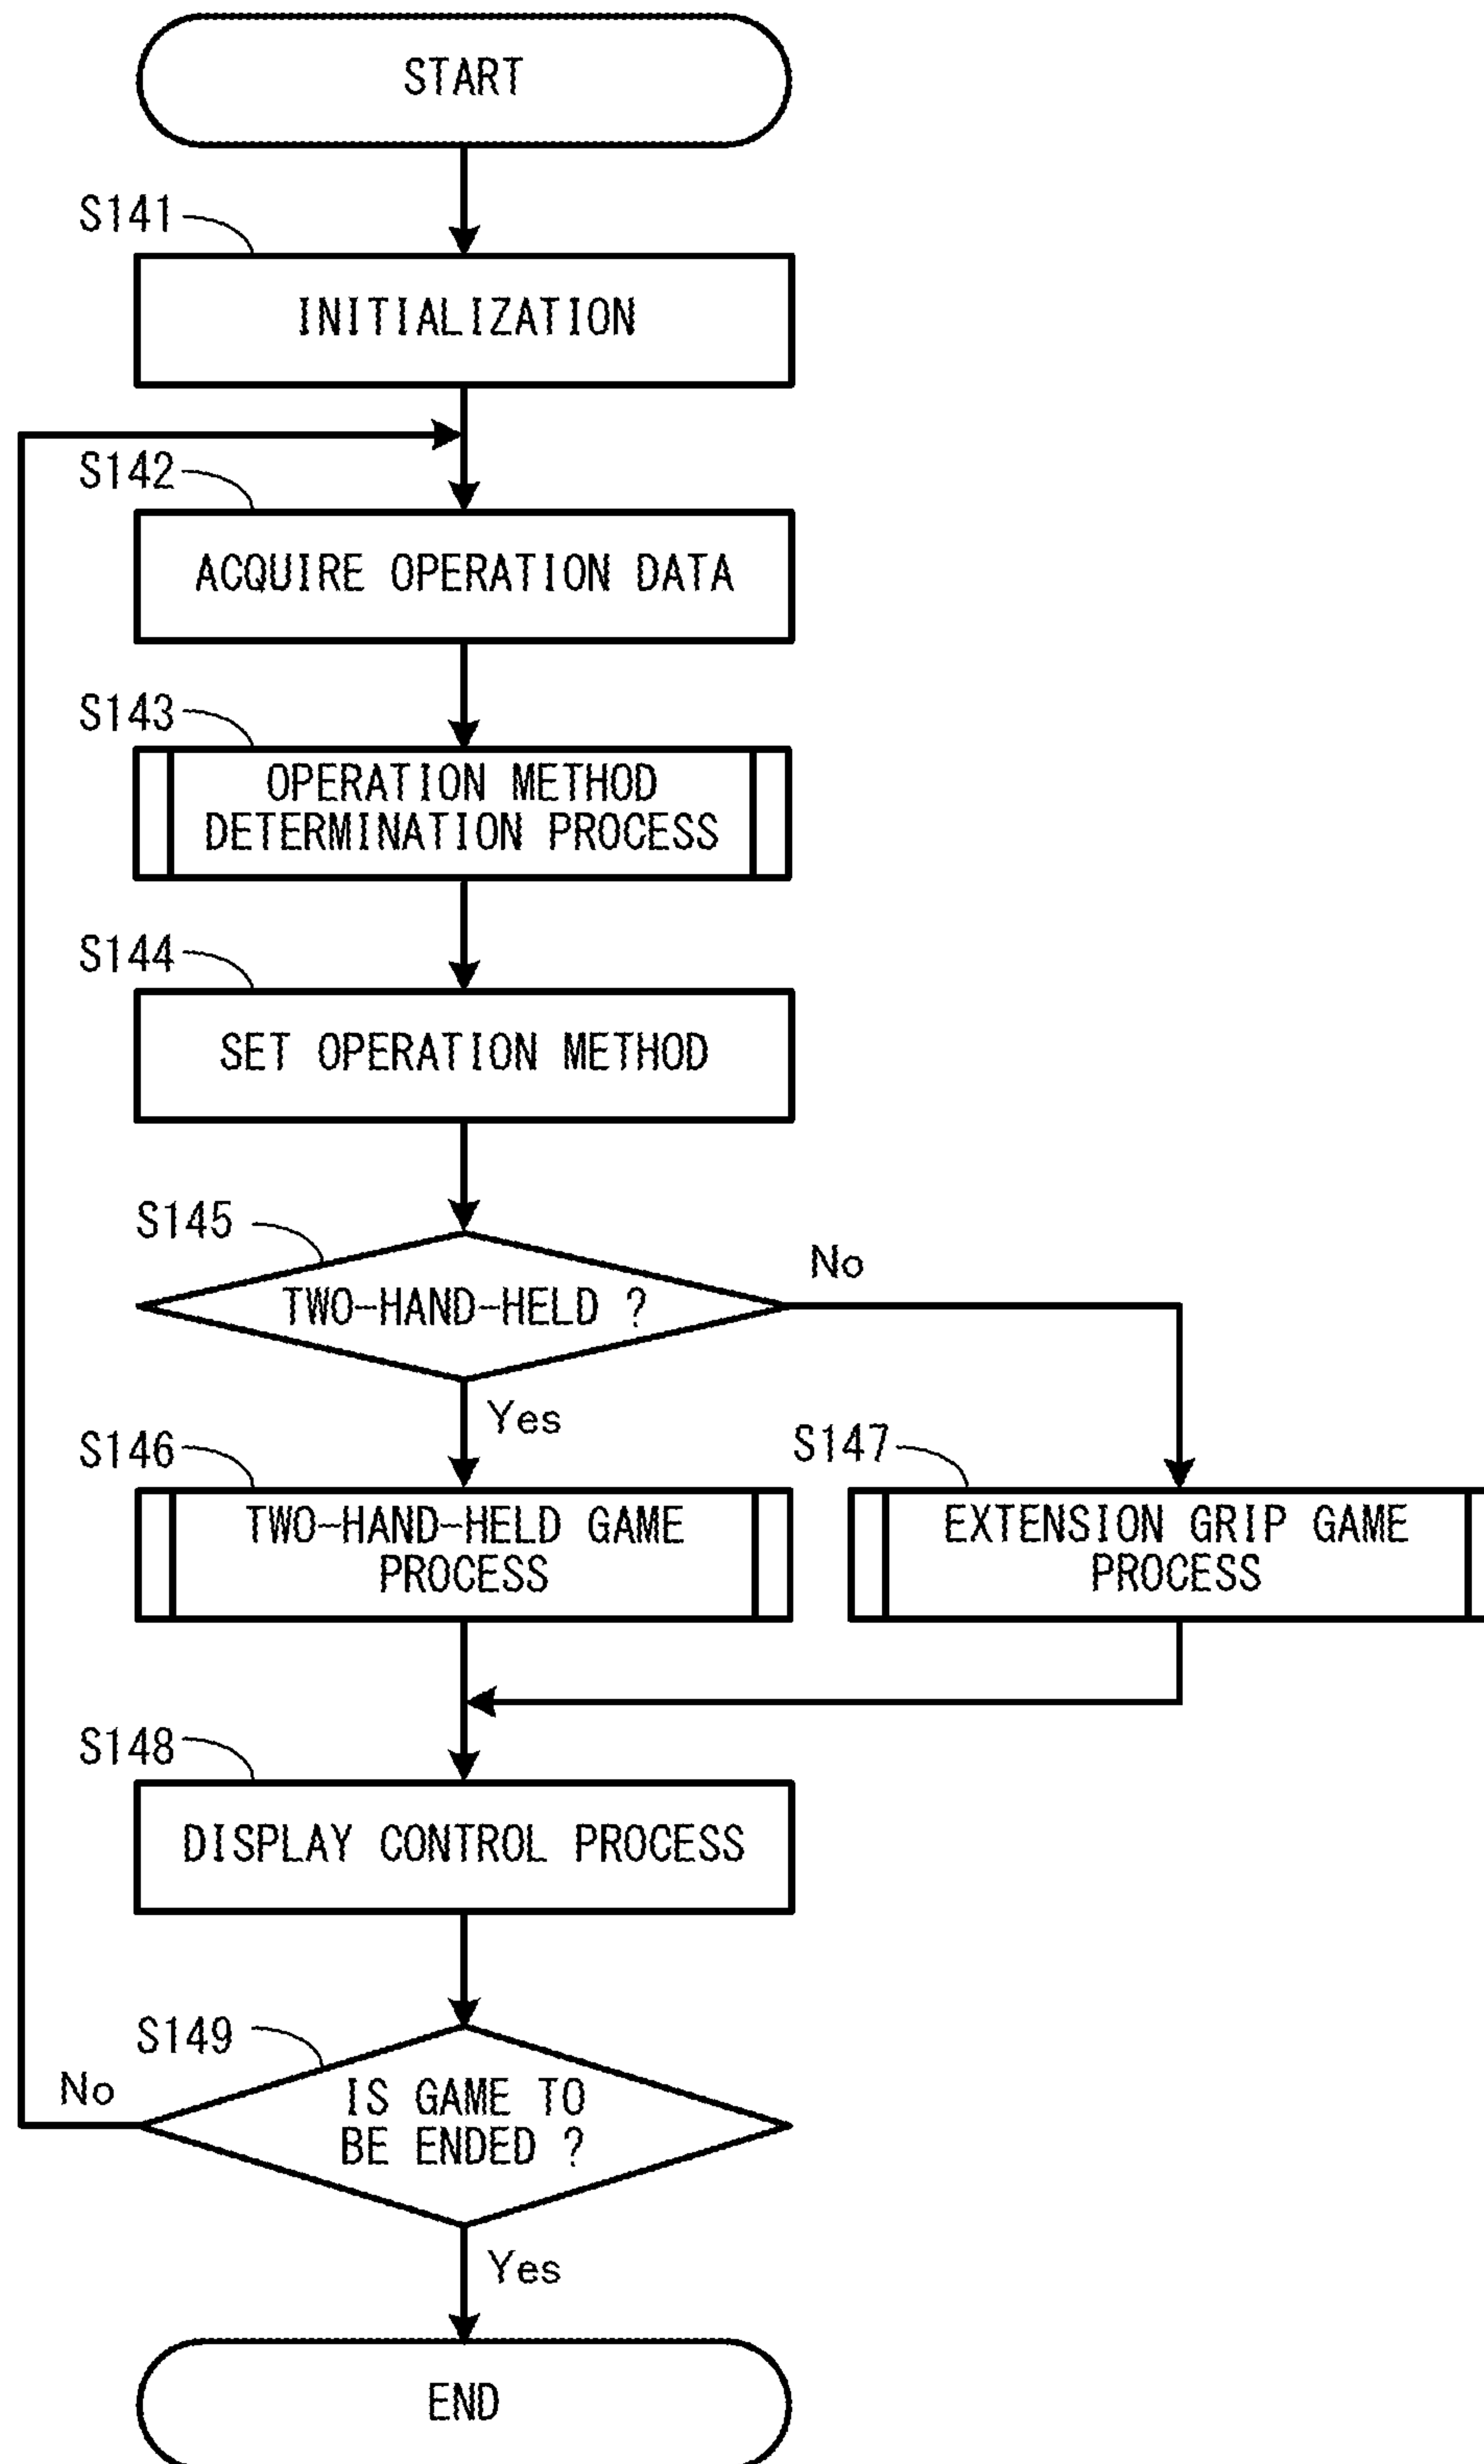 START
S141
INITIALIZATION
S142
ACQUIRE OPERATION DATA
S143
OPERATION METHOD
DETERMINATION PROCESS
S144
SET OPERATION METHOD
S145
TWO-HAND-HELD ?
No
Yes
S146
TWO-HAND-HELD GAME
PROCESS
S147
EXTENSION GRIP GAME
PROCESS
S148
DISPLAY CONTROL PROCESS
S149
No
IS GAME TO
BE ENDED ?
Yes
END